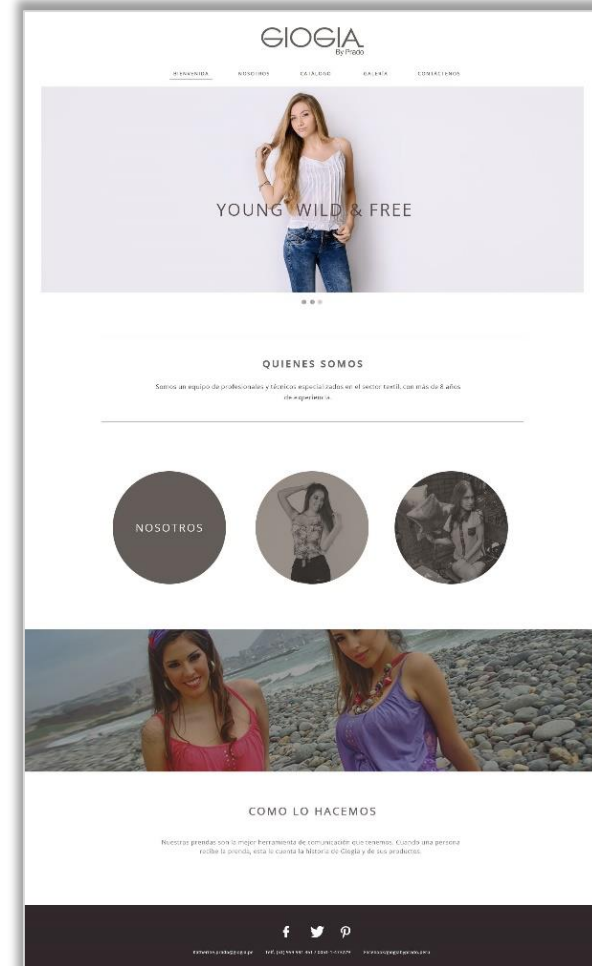 GIOGIA
By Prado
BIENVENIDA NOSOTROS CATÁLOGO GALERÍA CONTÁCTENOS
YOUNG WILD & FREE
QUIENES SOMOS
Somos un equipo de profesionales y técnicos especializados en el sector textil, con más de 8 años
de experiencia.
NOSOTROS
COMO LO HACEMOS
Nuestras prendas son la mejor herramienta de comunicación que tenemos. Cuando una persona
recibe la prenda, esta le cuenta la historia de Giogia y de sus productos.